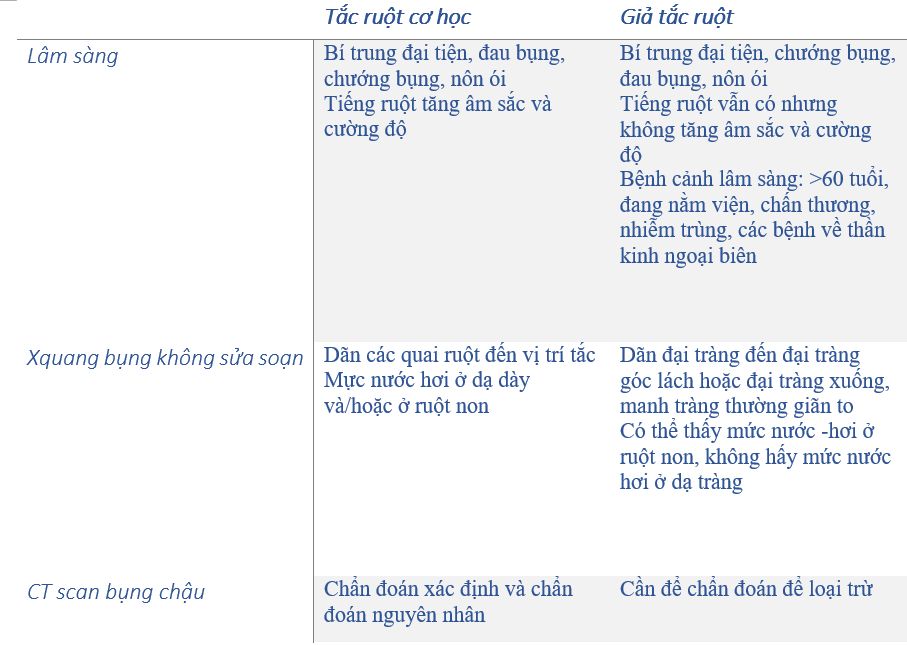 Tắc ruột cơ học
Giả tắc ruột
Lâm sàng
Bí trung đại tiện, đau bụng,
chướng bụng, nôn ói
Tiếng ruột tăng âm sắc và
cường độ
Bí trung đại tiện, chướng bụng,
đau bụng, nôn ói
Tiếng ruột vẫn có nhưng
không tăng âm sắc và cường
độ
Bệnh cảnh lâm sàng: >60 tuổi,
đang nằm viện, chấn thương,
nhiễm trùng, các bệnh về thần
kinh ngoại biên
Xquang bụng không sửa soạn
Dãn các quai ruột đến vị trí tắc
Mực nước hơi ở dạ dày
và/hoặc ở ruột non
Dãn đại tràng đến đại tràng
góc lách hoặc đại tràng xuống,
manh tràng thường giãn to
Có thể thấy mức nước -hơi ở
ruột non, không hấy mức nước
hơi ở dạ tràng
CT scan bụng chậu
Chẩn đoán xác định và chẩn
đoán nguyên nhân
Cần để chẩn đoán để loại trừ